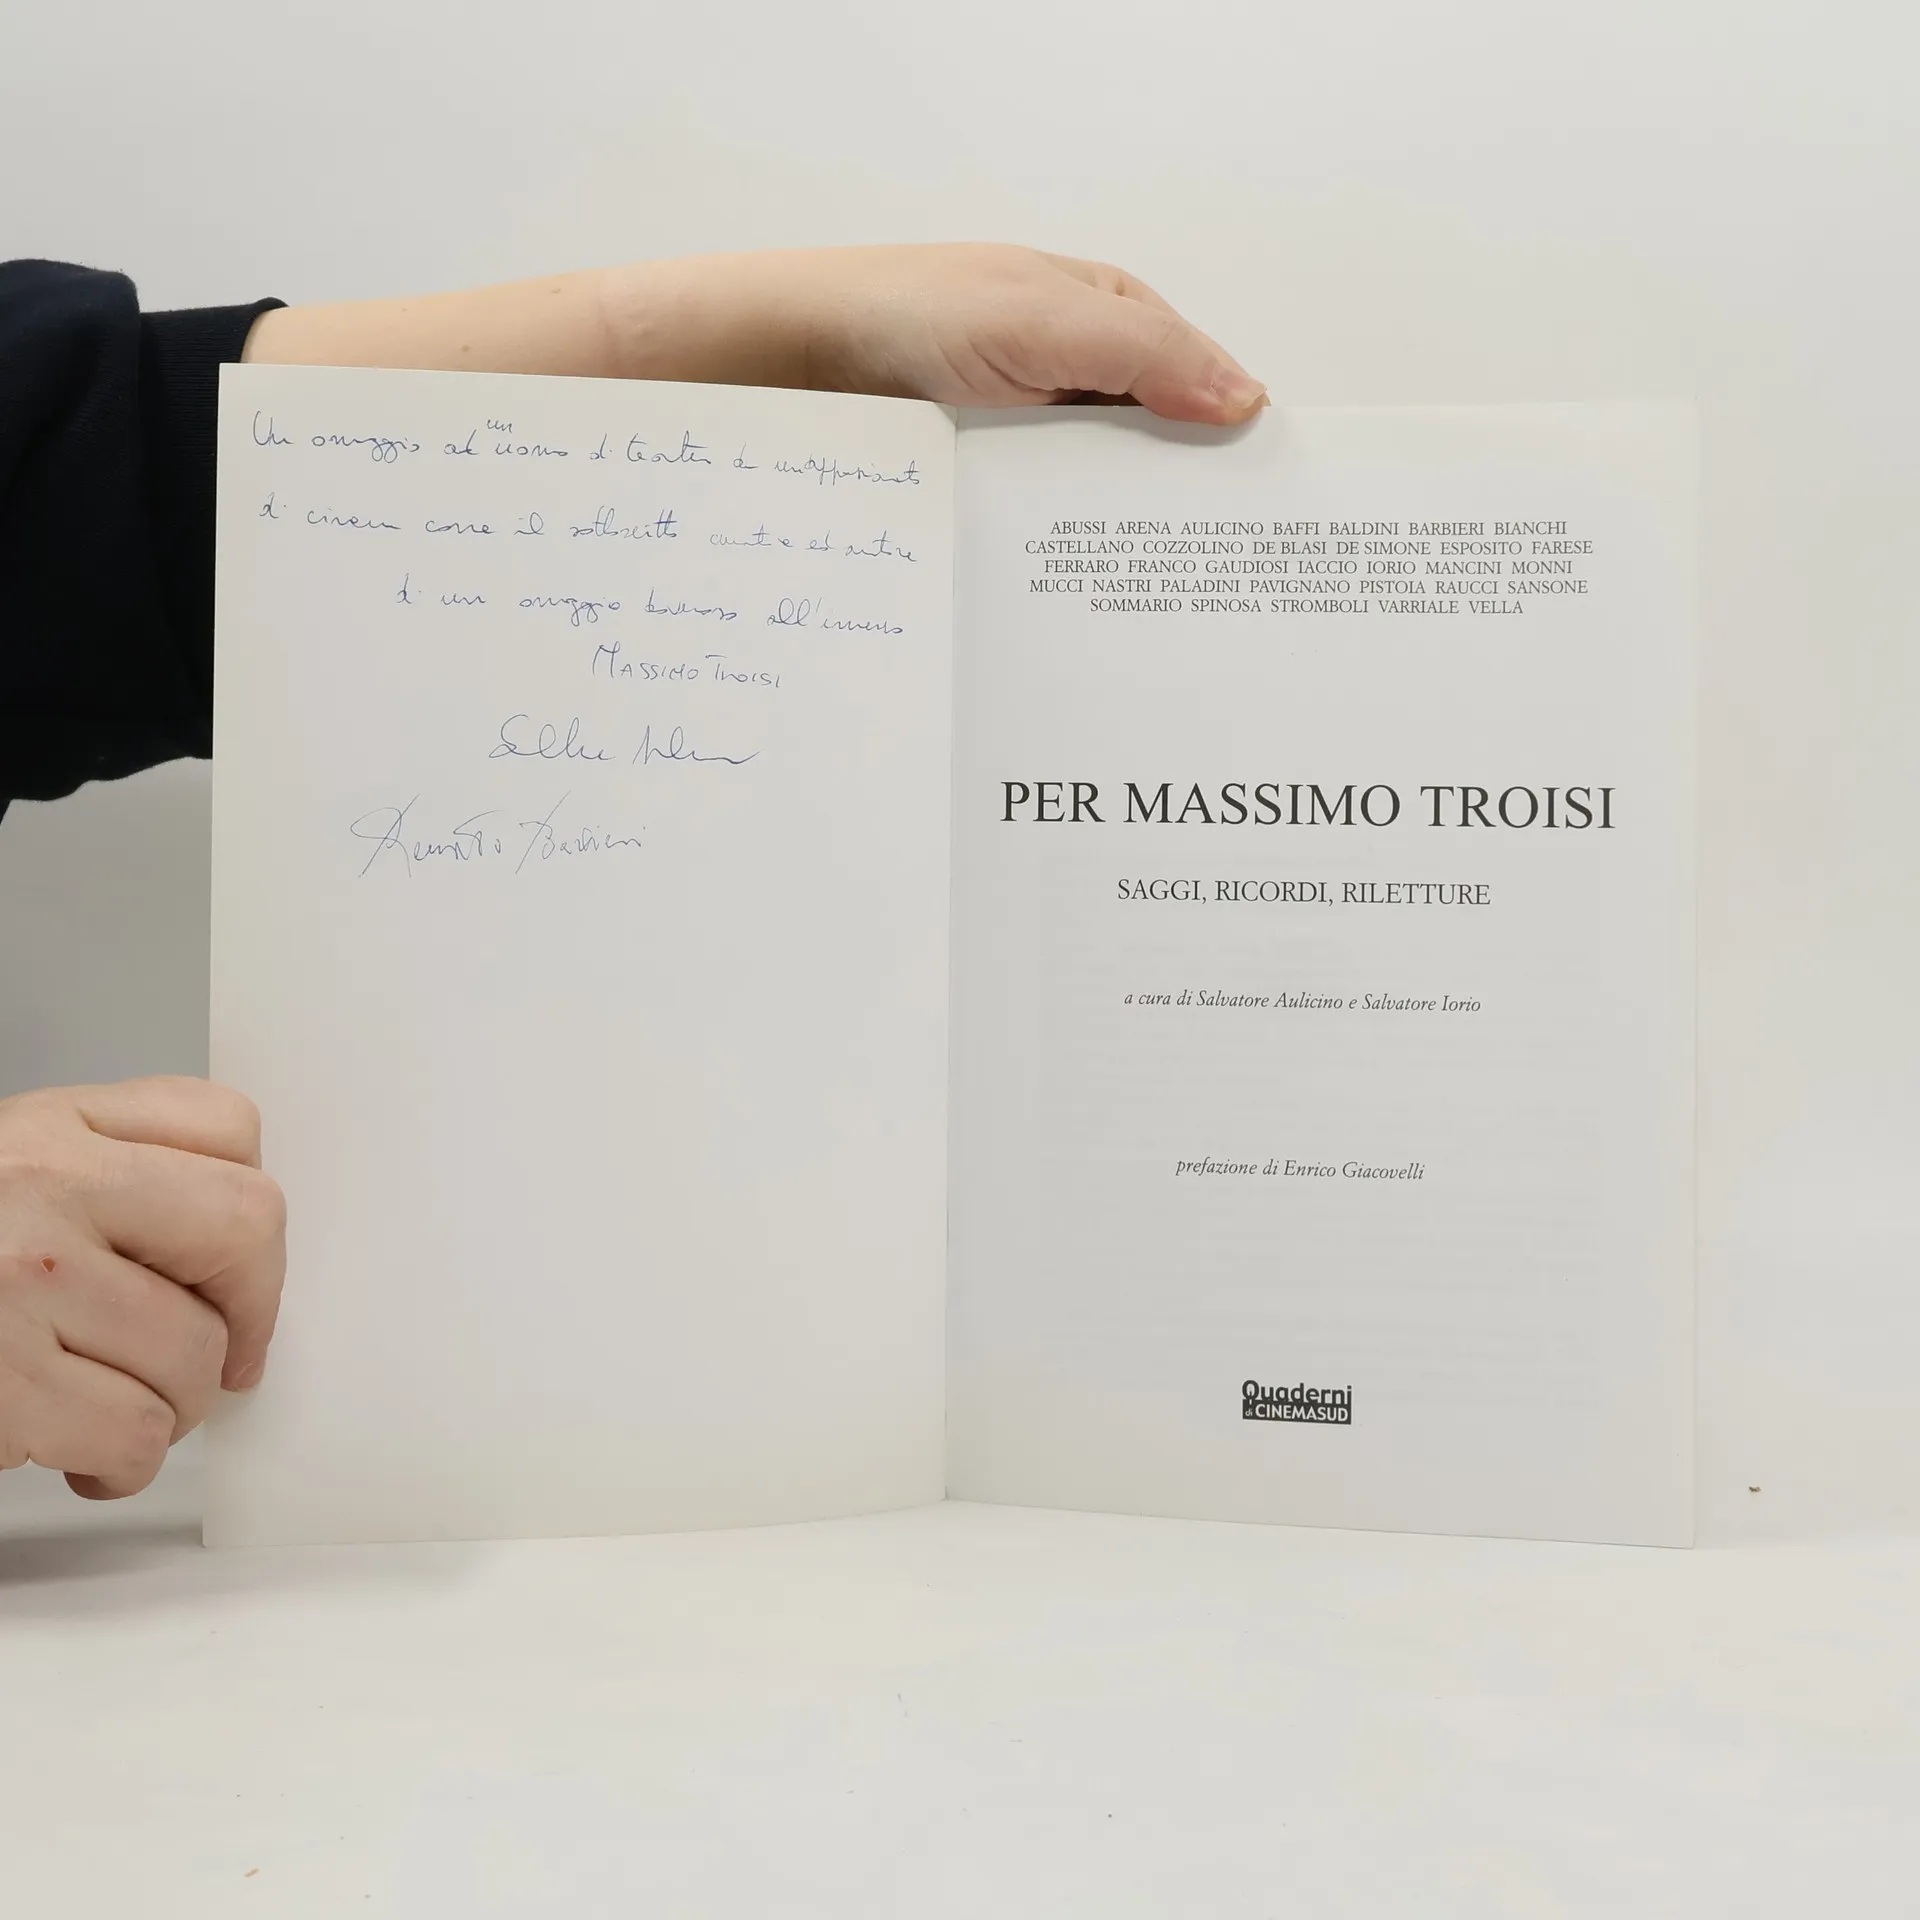 Un omaggio ad un uomo di teatro da un appassionato
di cinema come il sottoscritto curatore ed autore
di un omaggio doveroso all'immenso
MASSIMO TROISI
Renato Barbieri
ABUSSI ARENA AULICINO BAFFI BALDINI BARBIERI BIANCHI
CASTELLANO COZZOLINO DE BLASI DE SIMONE ESPOSITO FARESE
FERRARO FRANCO GAUDIOSI IACCIO IORIO MANCINI MONNI
MUCCI NASTRI PALADINI PAVIGNANO PISTOIA RAUCCI SANSONE
SOMMARIO SPINOSA STROMBOLI VARRIALE VELLA
PER MASSIMO TROISI
SAGGI, RICORDI, RILETTURE
a cura di Salvatore Aulicino e Salvatore Iorio
prefazione di Enrico Giacovelli
Quaderni
di CINEMASUD